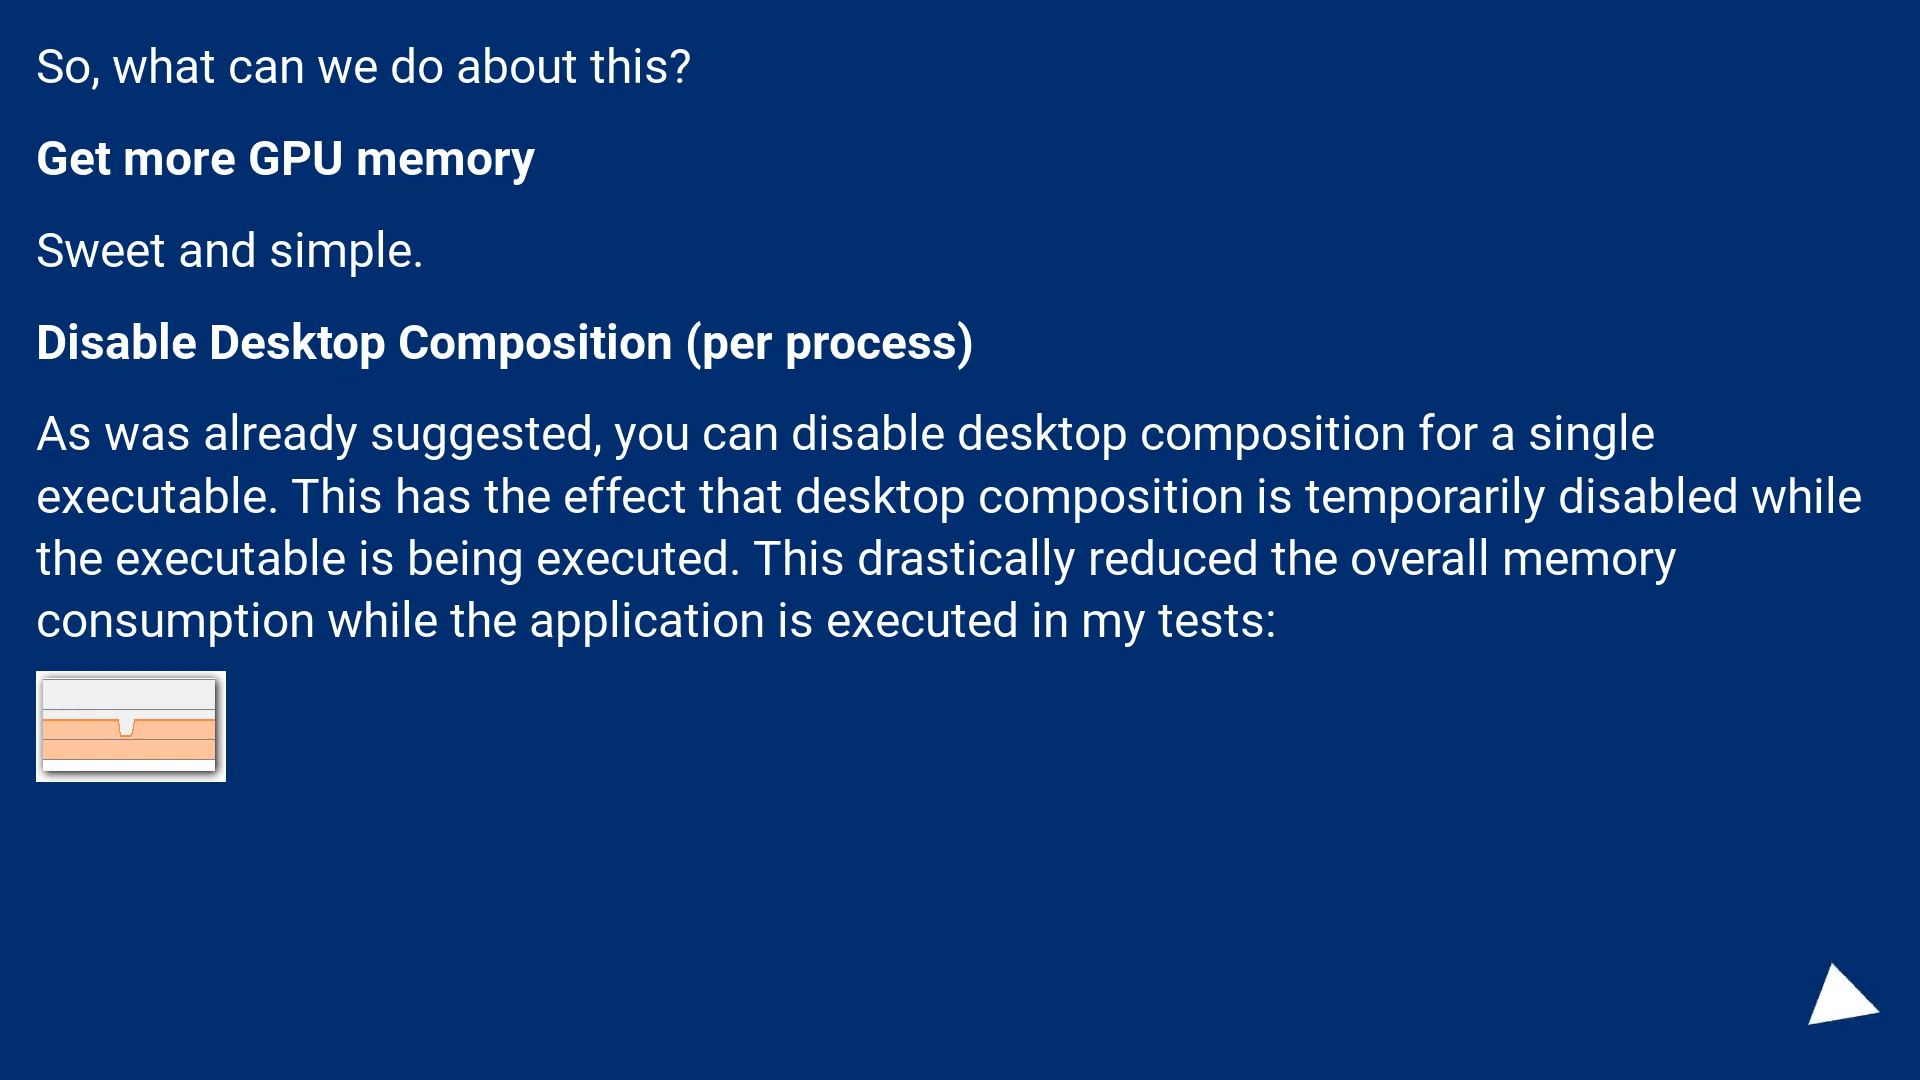 So, what can we do about this?
Get more GPU memory
Sweet and simple.
Disable Desktop Composition (per process)
As was already suggested, you can disable desktop composition for a single
executable. This has the effect that desktop composition is temporarily disabled while
the executable is being executed. This drastically reduced the overall memory
consumption while the application is executed in my tests: